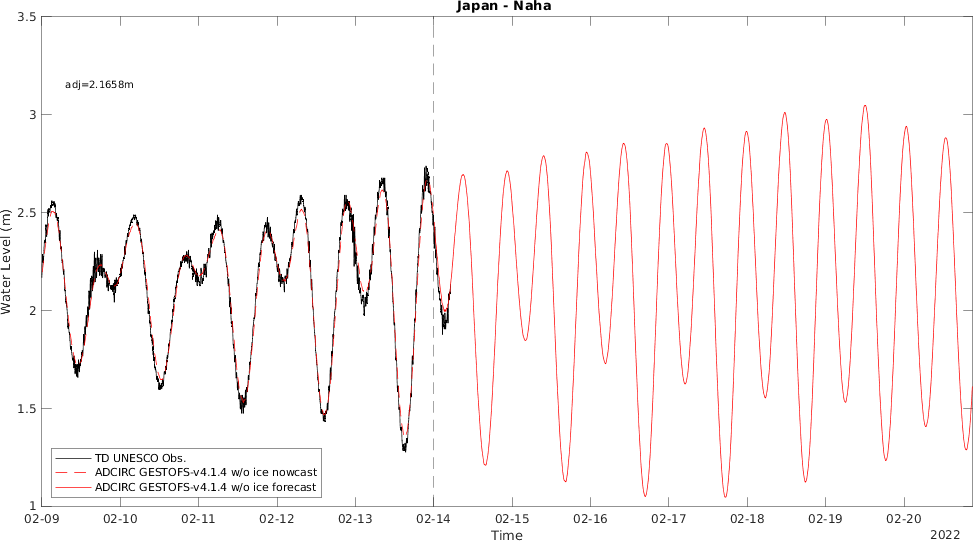 Japan - Naha
3.5
adj=2.1658m
3
2.5
2
1.5
1
Water Level (m)
TD UNESCO Obs.
ADCIRC GESTOFS-v4.1.4 w/o ice nowcast
ADCIRC GESTOFS-v4.1.4 w/o ice forecast
02-09 02-10 02-11 02-12 02-13 02-14 02-15 02-16 02-17 02-18 02-19 02-20
Time
2022